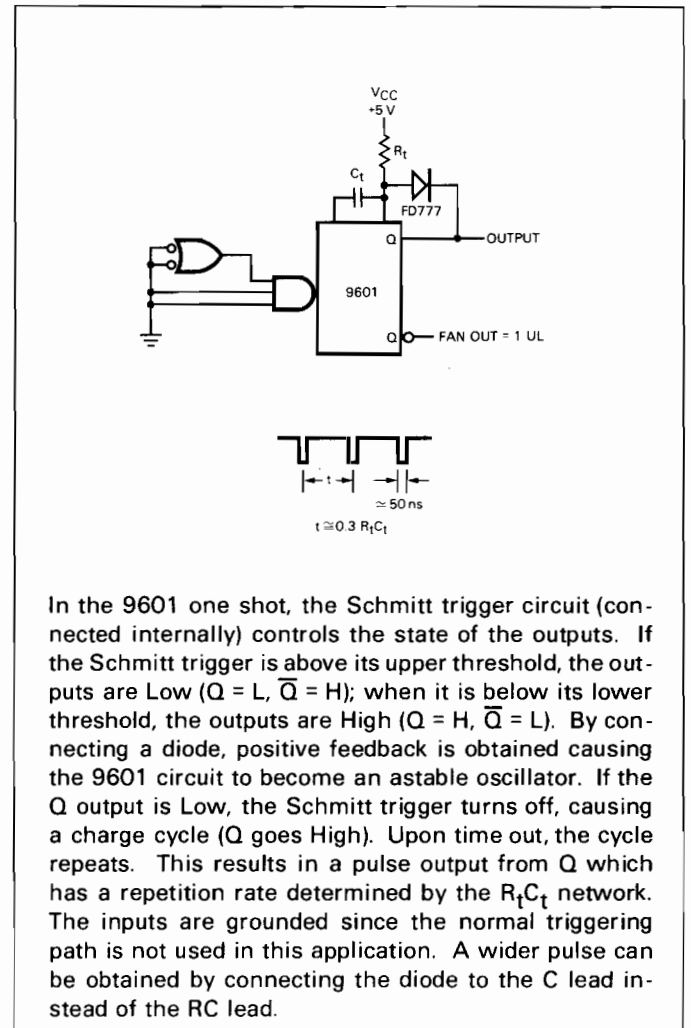 VCC
+5 V
Rt
Ct
FD777
Q
OUTPUT
9601
Q
FAN OUT = 1 UL
t
≃ 50 ns
t ≅ 0.3 RtCt
In the 9601 one shot, the Schmitt trigger circuit (con-
nected internally) controls the state of the outputs. If
the Schmitt trigger is above its upper threshold, the out-
puts are Low (Q = L, Q̅ = H); when it is below its lower
threshold, the outputs are High (Q = H, Q̅ = L). By con-
necting a diode, positive feedback is obtained causing
the 9601 circuit to become an astable oscillator. If the
Q output is Low, the Schmitt trigger turns off, causing
a charge cycle (Q goes High). Upon time out, the cycle
repeats. This results in a pulse output from Q which
has a repetition rate determined by the RtCt network.
The inputs are grounded since the normal triggering
path is not used in this application. A wider pulse can
be obtained by connecting the diode to the C lead in-
stead of the RC lead.